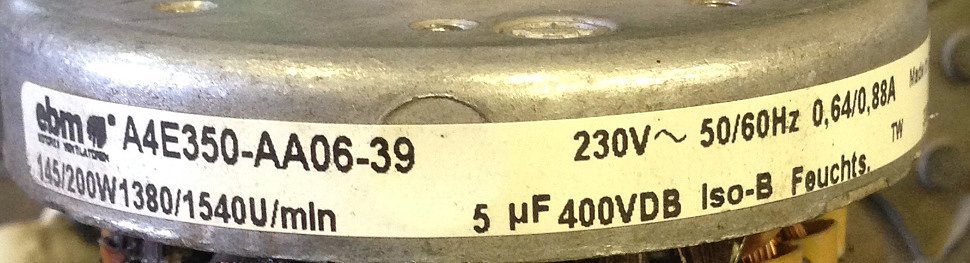 ebm A4E350-AA06-39 230V~ 50/60Hz 0,64/0,88A
145/200W1380/1540U/min 5 µF 400VDB Iso-B Feuchts. TW